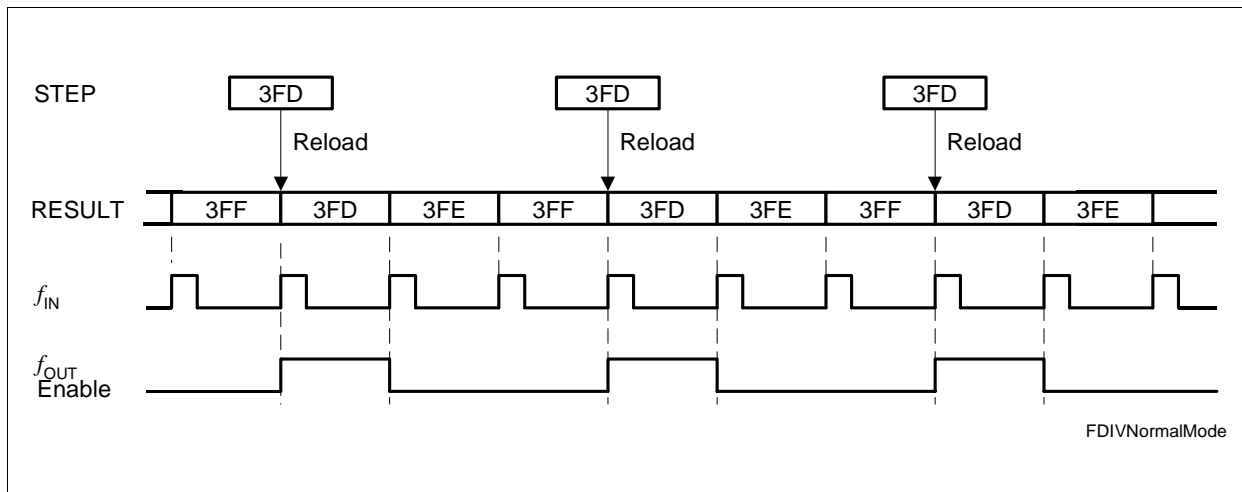 STEP 3FD 3FD 3FD
Reload Reload Reload
RESULT 3FF 3FD 3FE 3FF 3FD 3FE 3FF 3FD 3FE
fIN
fOUT
Enable
FDIVNormalMode